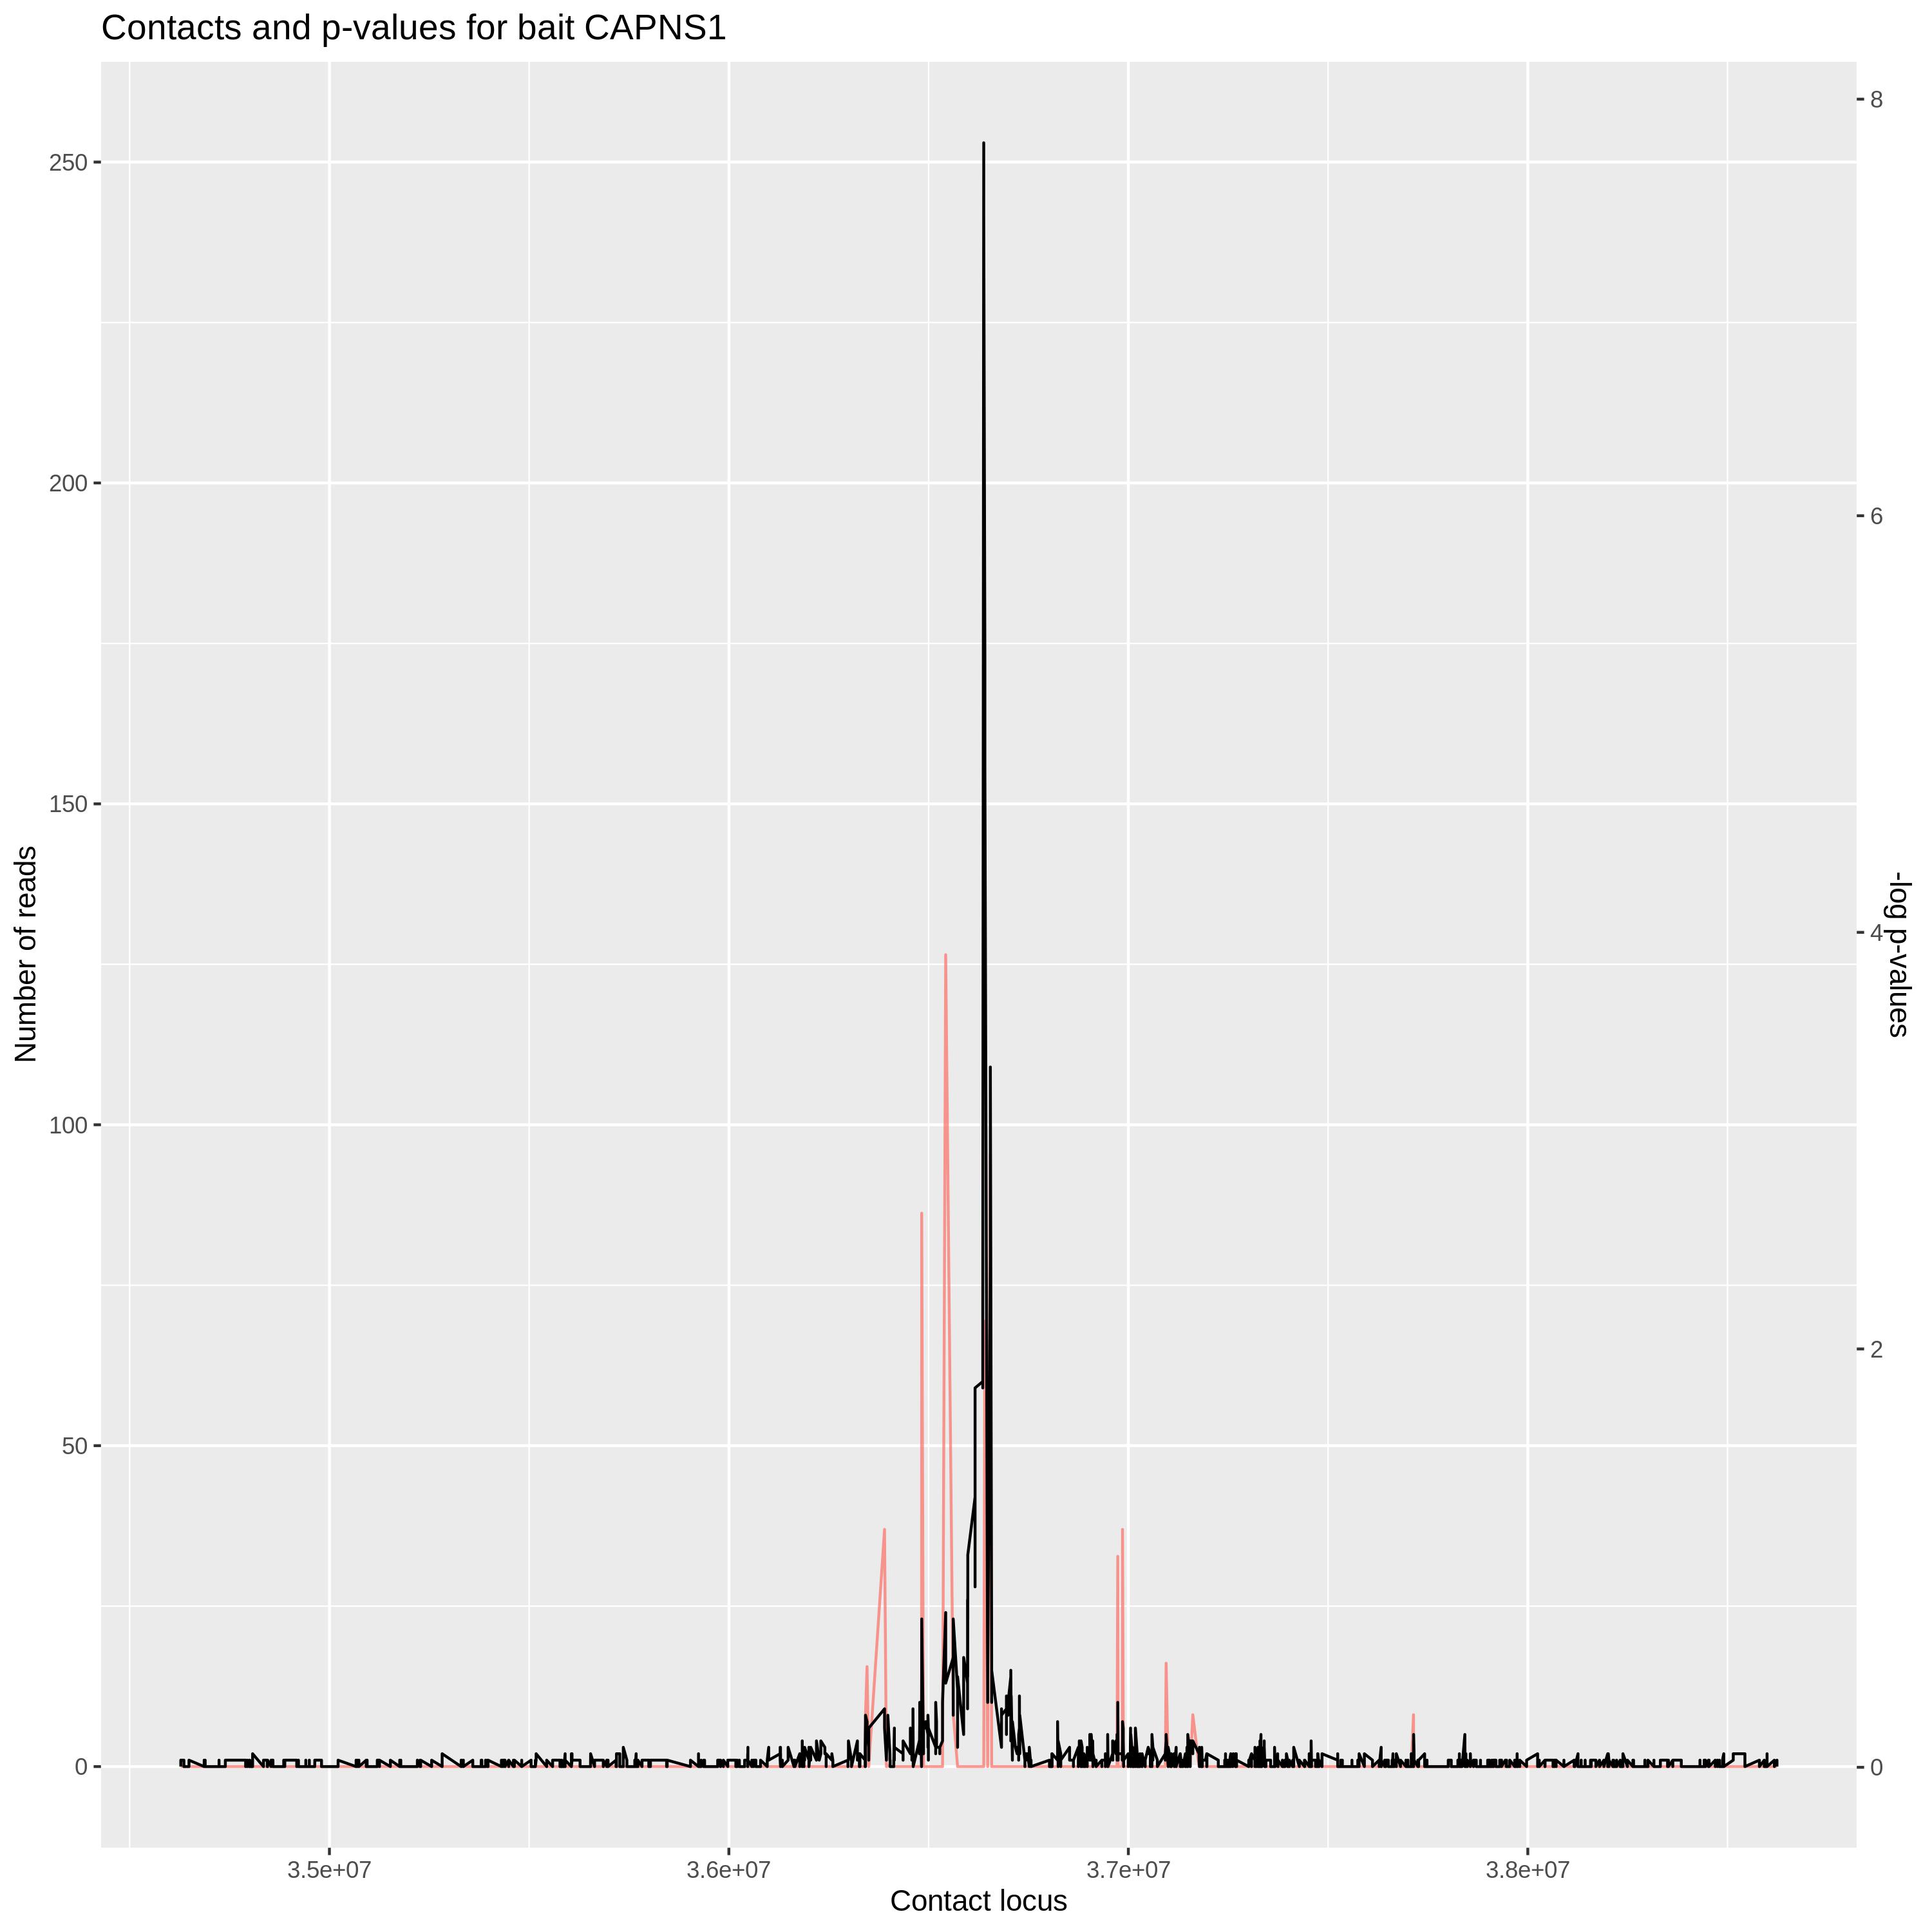 Contacts and p-values for bait CAPNS1
250
200
150
100
50
0
Number of reads
8
6
4
2
0
-log p-values
3.5e+07
3.6e+07
3.7e+07
3.8e+07
Contact locus